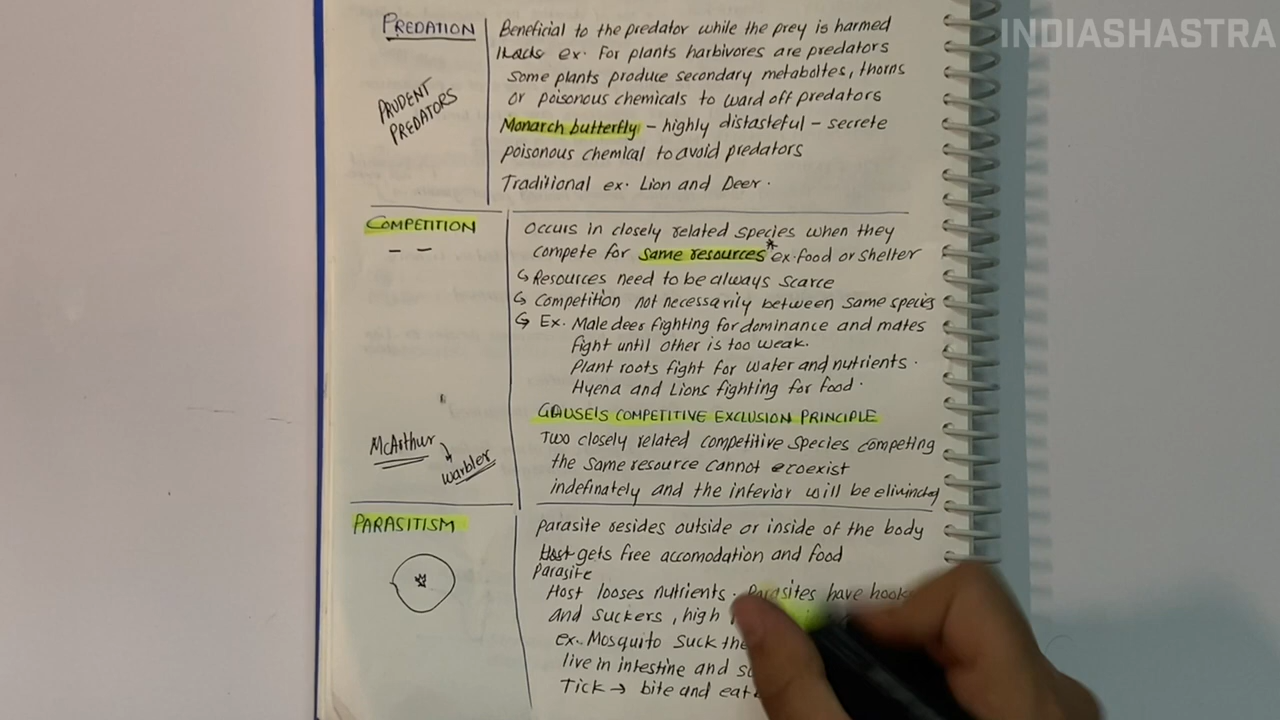 INDIASHASTRA
PREDATION
Beneficial to the predator while the prey is harmed
ex. For plants harbivores are predators
Some plants produce secondary metaboltes, thorns
or poisonous chemicals to ward off predators
PRUDENT
PREDATORS
Monarch butterfly – highly distasteful – secrete
poisonous chemical to avoid predators
Traditional ex. Lion and Deer.
COMPETITION
– –
occurs in closely related species when they
compete for same resources* ex. food or shelter
↳ Resources need to be always scarce
↳ Competition not necessarily between same species
↳ Ex. Male deer fighting for dominance and mates
fight until other is too weak.
Plant roots fight for water and nutrients.
Hyena and Lions fighting for food.
GAUSE'S COMPETITIVE EXCLUSION PRINCIPLE
McArthur
warbler
Two closely related competitive species competing
the same resource cannot coexist
indefinately and the inferior will be
PARASITISM
parasite resides outside or inside of the body
Host gets free accomodation and food
Parasite
Host looses nutrients. Parasites have
and suckers, high
ex. Mosquito suck the
live in intestine and
Tick → bite and eat